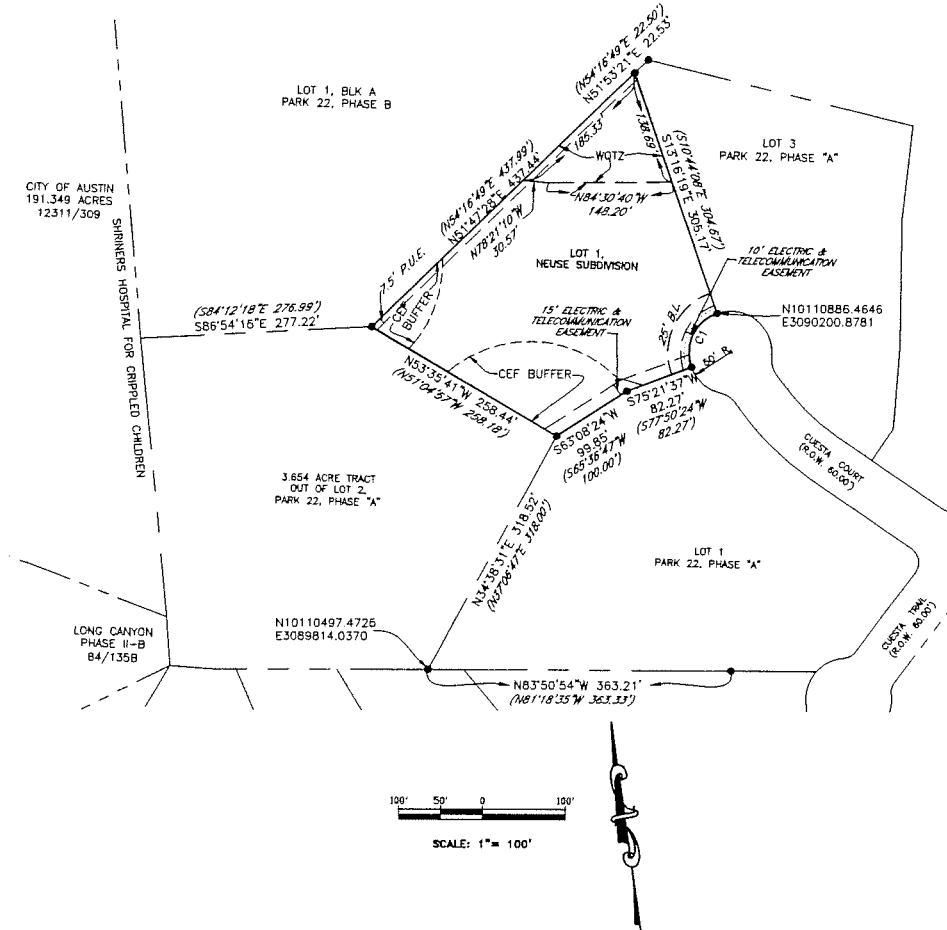 (N54°16'49"E 22.50')
N51°53'21"E 22.53'
LOT 1, BLK A
PARK 22, PHASE B
LOT 3
PARK 22, PHASE "A"
185.33'
138.69'
WQTZ
(S10°44'08"E 304.67')
S13°16'19"E 305.17'
(N54°16'49"E 437.99')
N51°47'28"E 437.44'
N78°21'10"W
30.57'
N84°30'40"W
148.20'
CITY OF AUSTIN
191.349 ACRES
12311/309
SHRINERS HOSPITAL FOR CRIPPLED CHILDREN
7.5' P.U.E.
LOT 1,
NEUSE SUBDIVISION
10' ELECTRIC &
TELECOMMUNICATION
EASEMENT
CEF
BUFFER
(S84°12'18"E 276.99')
S86°54'16"E 277.22'
15' ELECTRIC &
TELECOMMUNICATION
EASEMENT
25' B.L.
C1
N10110886.4646
E3090200.8781
50' R
N53°35'41"W 258.44'
(N51°04'57"W 258.18')
CEF BUFFER
S75°21'37"W
82.27'
(S77°50'24"W
82.27')
S63°08'24"W
99.85'
(S65°36'47"W
100.00')
CUESTA COURT
(R.O.W. 60.00')
3.654 ACRE TRACT
OUT OF LOT 2
PARK 22, PHASE "A"
N34°38'31"E 318.52'
(N37°06'47"E 318.00')
LOT 1
PARK 22, PHASE "A"
CUESTA TRAIL
(R.O.W. 60.00')
LONG CANYON
PHASE II-B
84/135B
N10110497.4726
E3089814.0370
N83°50'54"W 363.21'
(N81°18'35"W 363.33')
100' 50' 0 100'
SCALE: 1"= 100'